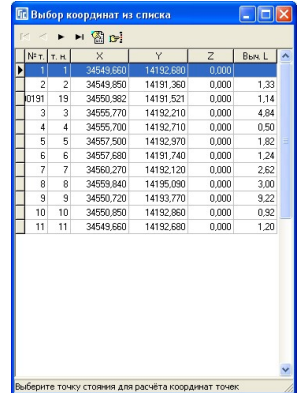 Выбор координат из списка
№ т. т. н. X Y Z Выч. L
1 1 34549,660 14192,680 0,000
2 2 34549,850 14191,360 0,000 1,33
0191 19 34550,982 14191,521 0,000 1,14
3 3 34555,770 14192,210 0,000 4,84
4 4 34555,700 14192,710 0,000 0,50
5 5 34557,500 14192,970 0,000 1,82
6 6 34557,680 14191,740 0,000 1,24
7 7 34560,270 14192,120 0,000 2,62
8 8 34559,840 14195,090 0,000 3,00
9 9 34550,720 14193,770 0,000 9,22
10 10 34550,850 14192,860 0,000 0,92
11 11 34549,660 14192,680 0,000 1,20
Выберите точку стояния для расчёта координат точек